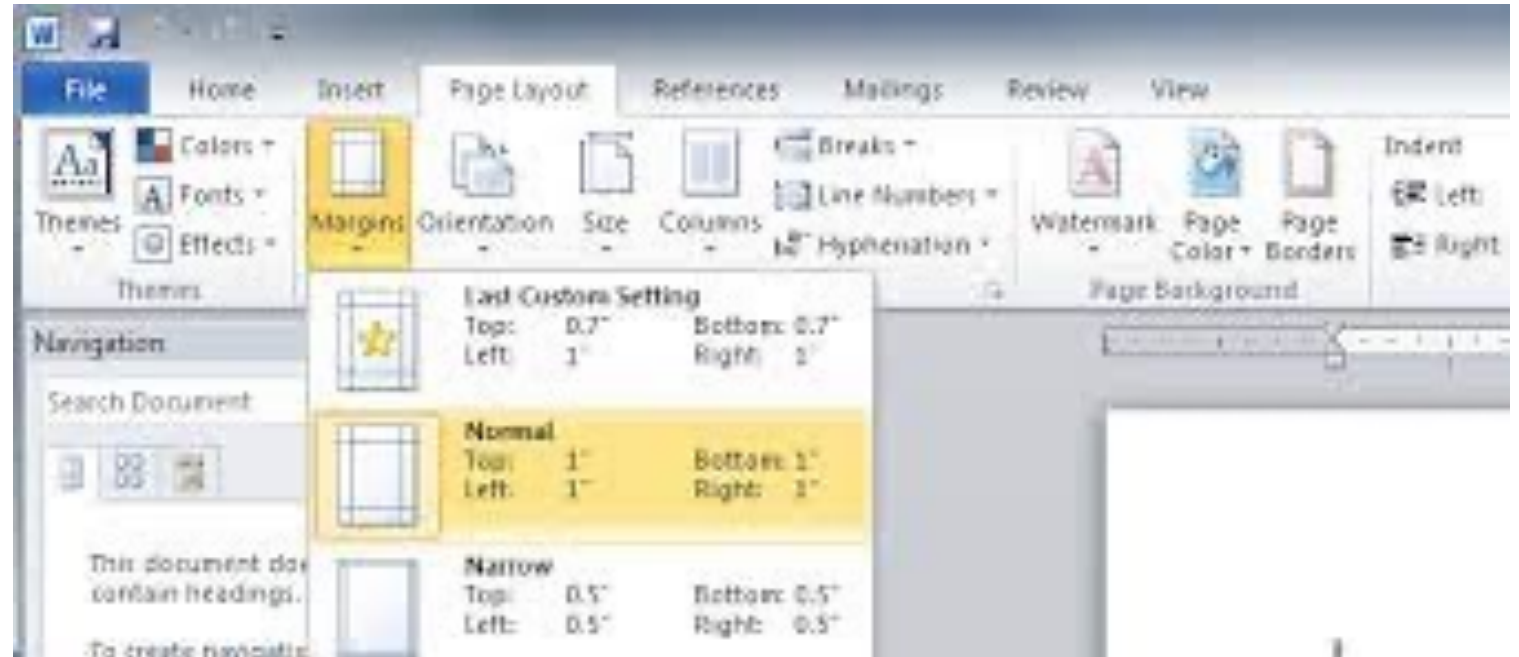 W
File Home Insert Page Layout References Mailings Review View
Aa Colors Breaks Indent
A Fonts Line Numbers Left:
Themes Effects Margins Orientation Size Columns Hyphenation Watermark Page Color Page Borders Right
Themes Page Background
Navigation
Search Document
Last Custom Setting
Top: 0.7" Bottom: 0.7"
Left: 1" Right: 1"
Normal
Top: 1" Bottom: 1"
Left: 1" Right: 1"
Narrow
Top: 0.5" Bottom: 0.5"
Left: 0.5" Right: 0.5"
This document
contain headings.
To create